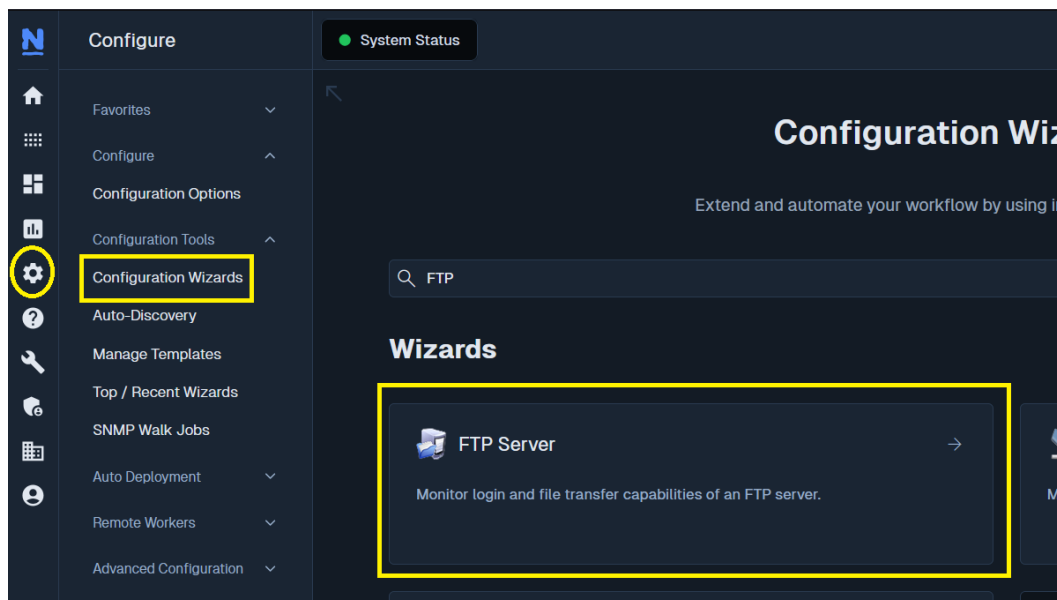 Configure
System Status
Favorites
Configure
Configuration Options
Configuration Tools
Configuration Wizards
Auto-Discovery
Manage Templates
Top / Recent Wizards
SNMP Walk Jobs
Auto Deployment
Remote Workers
Advanced Configuration
Configuration
Extend and automate your workflow by using
FTP
Wizards
FTP Server
Monitor login and file transfer capabilities of an FTP server.